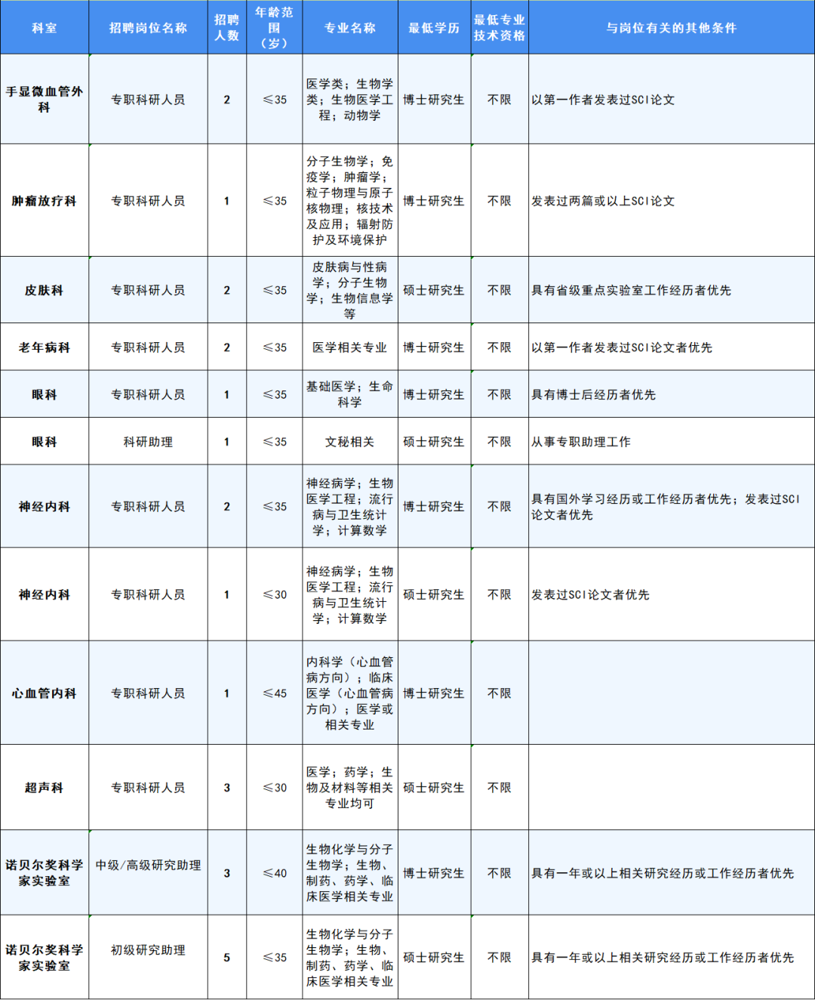 科室 招聘岗位名称 招聘人数 年龄范围（岁） 专业名称 最低学历 最低专业技术资格 与岗位有关的其他条件
手显微血管外科 专职科研人员 2 ≤35 医学类；生物学类；生物医学工程；动物学 博士研究生 不限 以第一作者发表过SCI论文
肿瘤放疗科 专职科研人员 1 ≤35 分子生物学；免疫学；肿瘤学；粒子物理与原子核物理；核技术及应用；辐射防护及环境保护 博士研究生 不限 发表过两篇或以上SCI论文
皮肤科 专职科研人员 2 ≤35 皮肤病与性病学；分子生物学；生物信息学等 硕士研究生 不限 具有省级重点实验室工作经历者优先
老年病科 专职科研人员 2 ≤35 医学相关专业 博士研究生 不限 以第一作者发表过SCI论文者优先
眼科 专职科研人员 1 ≤35 基础医学；生命科学 博士研究生 不限 具有博士后经历者优先
眼科 科研助理 1 ≤35 文秘相关 硕士研究生 不限 从事专职助理工作
神经内科 专职科研人员 2 ≤35 神经病学；生物医学工程；流行病与卫生统计学；计算数学 博士研究生 不限 具有国外学习经历或工作经历者优先；发表过SCI论文者优先
神经内科 专职科研人员 1 ≤30 神经病学；生物医学工程；流行病与卫生统计学；计算数学 硕士研究生 不限 发表过SCI论文者优先
心血管内科 专职科研人员 1 ≤45 内科学（心血管病方向）；临床医学（心血管病方向）；医学或相关专业 博士研究生 不限
超声科 专职科研人员 3 ≤30 医学；药学；生物及材料等相关专业均可 硕士研究生 不限
诺贝尔奖科学家实验室 中级/高级研究助理 3 ≤40 生物化学与分子生物学；生物、制药、药学、临床医学相关专业 博士研究生 不限 具有一年或以上相关研究经历或工作经历者优先
诺贝尔奖科学家实验室 初级研究助理 5 ≤35 生物化学与分子生物学；生物、制药、药学、临床医学相关专业 硕士研究生 不限 具有一年或以上相关研究经历或工作经历者优先